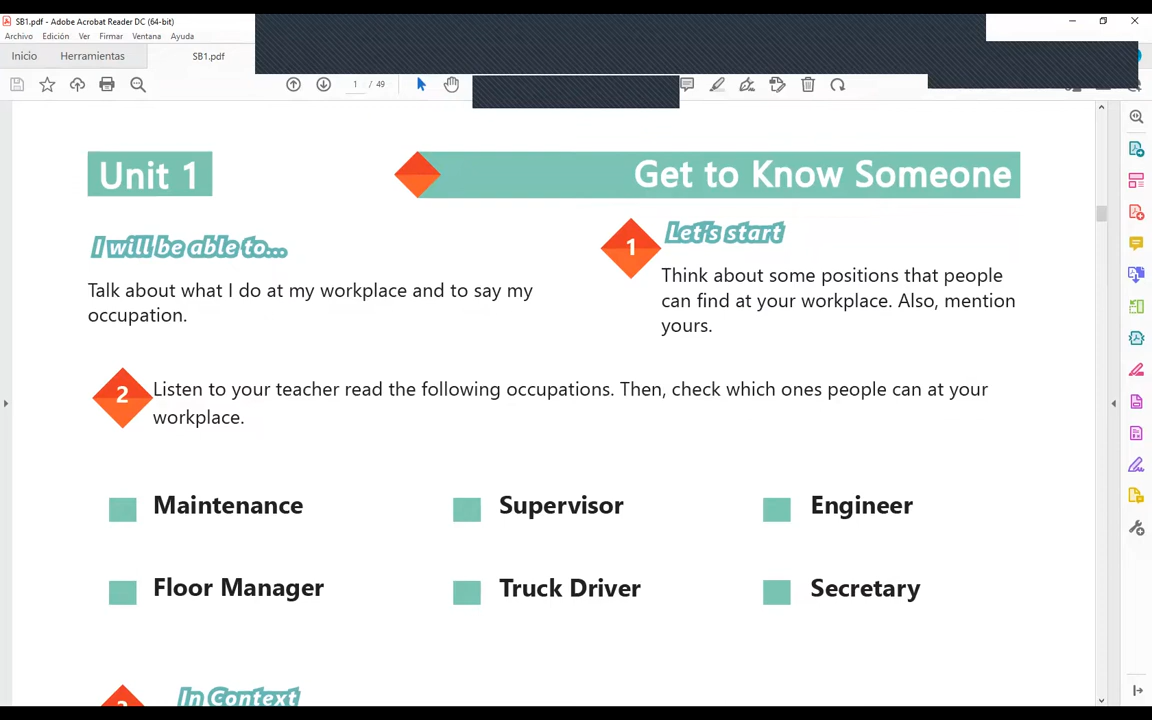 SB1.pdf - Adobe Acrobat Reader DC (64-bit)
Archivo Edición Ver Firmar Ventana Ayuda
Inicio Herramientas SB1.pdf
1 / 49
Unit 1
Get to Know Someone
I will be able to...
Talk about what I do at my workplace and to say my
occupation.
1
Let's start
Think about some positions that people
can find at your workplace. Also, mention
yours.
2
Listen to your teacher read the following occupations. Then, check which ones people can at your
workplace.
Maintenance Supervisor Engineer
Floor Manager Truck Driver Secretary
In Context